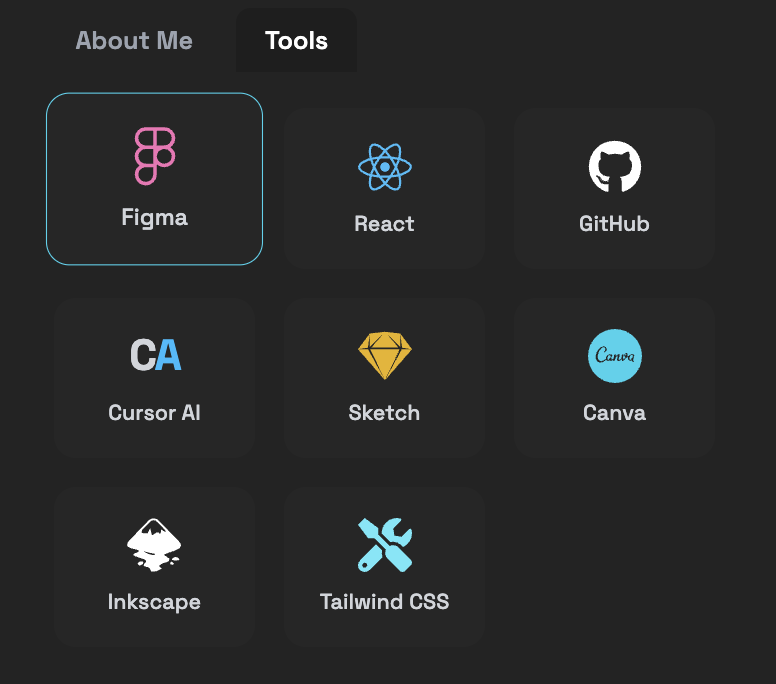 About Me
Tools
Figma
React
GitHub
CA
Cursor AI
Sketch
Canva
Canva
Inkscape
Tailwind CSS